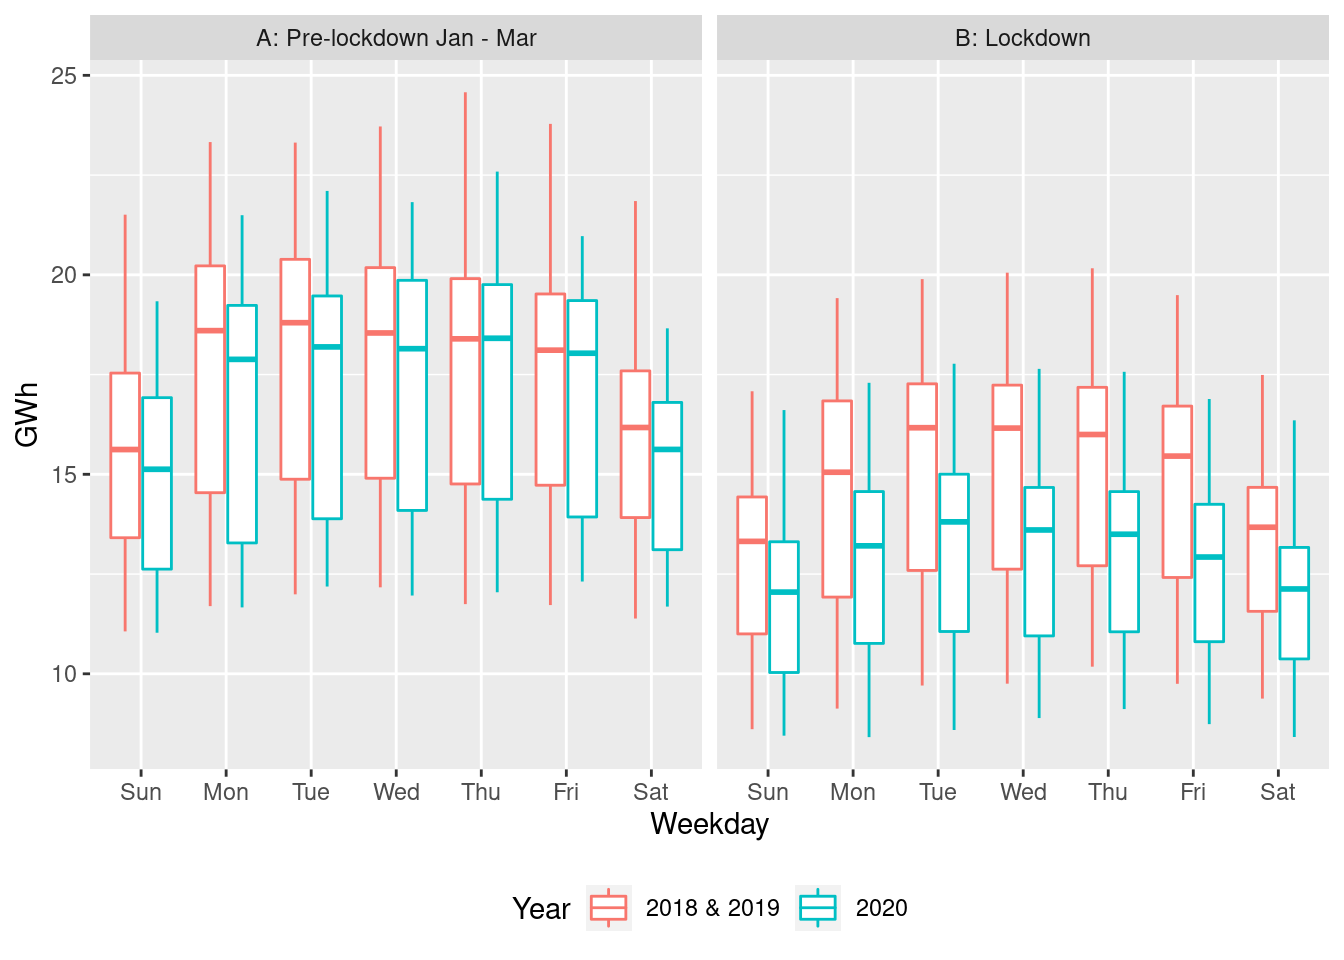 A: Pre-lockdown Jan - Mar
B: Lockdown
25
20
15
10
GWh
Sun Mon Tue Wed Thu Fri Sat
Sun Mon Tue Wed Thu Fri Sat
Weekday
Year 2018 & 2019 2020